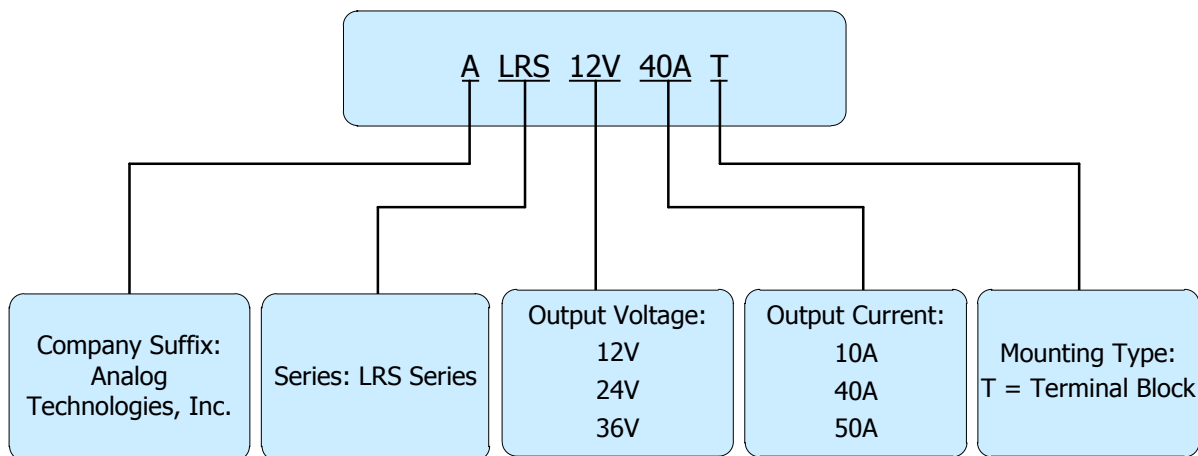 A LRS 12V 40A T
Company Suffix:
Analog
Technologies, Inc.
Series: LRS Series
Output Voltage:
12V
24V
36V
Output Current:
10A
40A
50A
Mounting Type:
T = Terminal Block